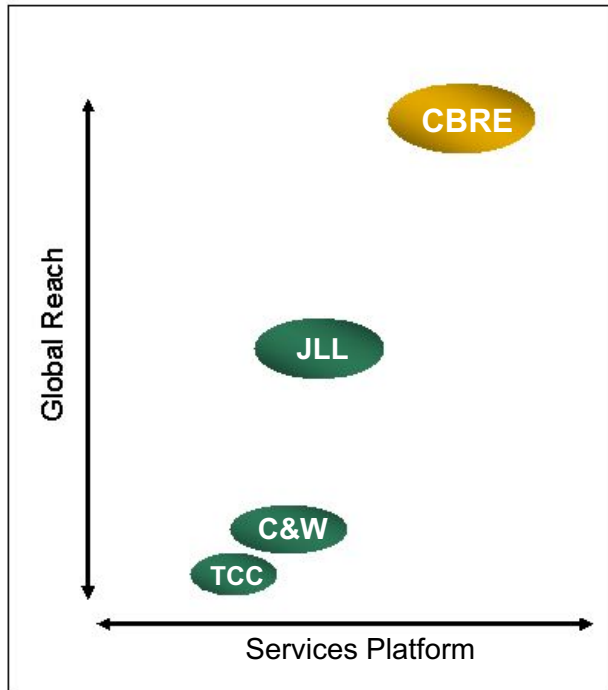 CBRE
Global Reach
JLL
C&W
TCC
Services Platform